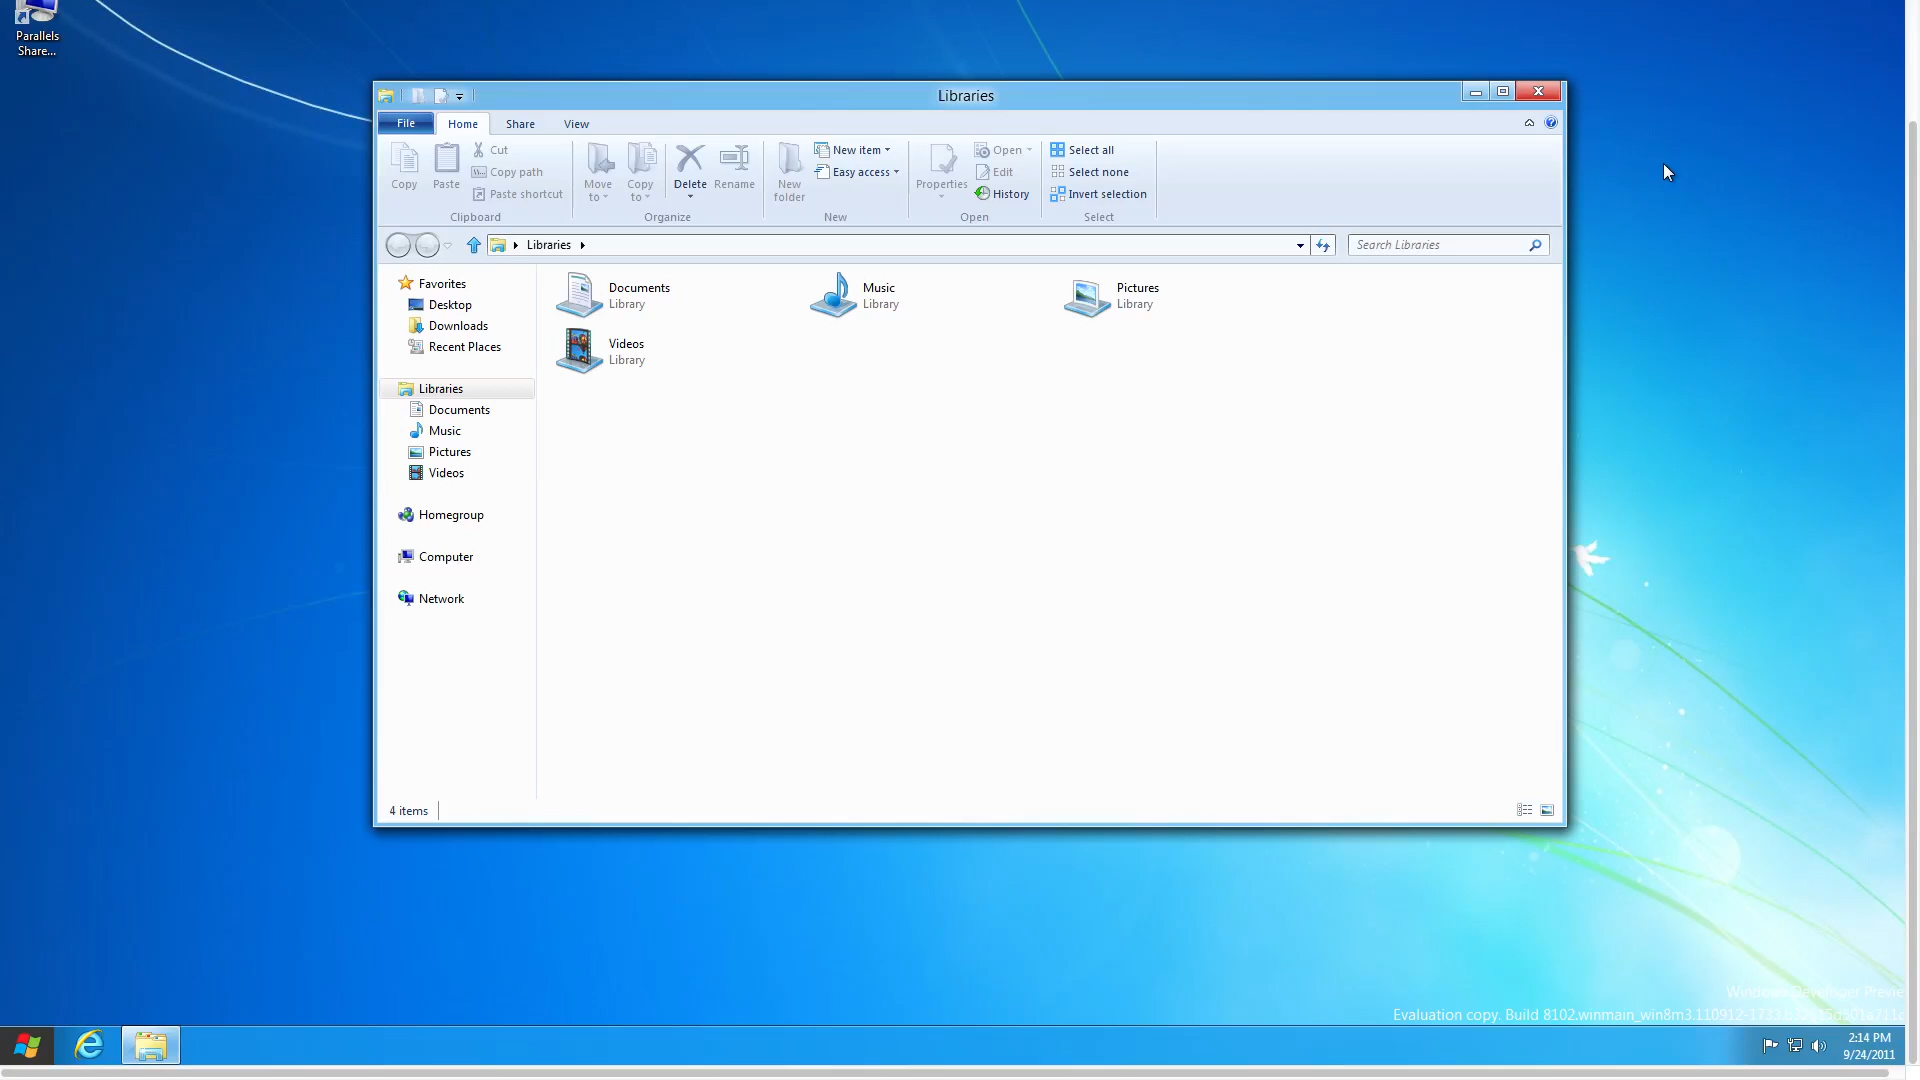 Parallels
Share...
Libraries
File
Home
Share
View
Copy
Paste
Cut
Copy path
Paste shortcut
Clipboard
Move
to
Copy
to
Delete
Rename
Organize
New
folder
New item
Easy access
New
Properties
Open
Edit
History
Open
Select all
Select none
Invert selection
Select
Libraries
Search Libraries
Favorites
Desktop
Downloads
Recent Places
Libraries
Documents
Music
Pictures
Videos
Homegroup
Computer
Network
Documents
Library
Music
Library
Pictures
Library
Videos
Library
4 items
Windows Developer Previe
Evaluation copy. Build 8102.winmain_win8m3.110912-1733
2:14 PM
9/24/2011